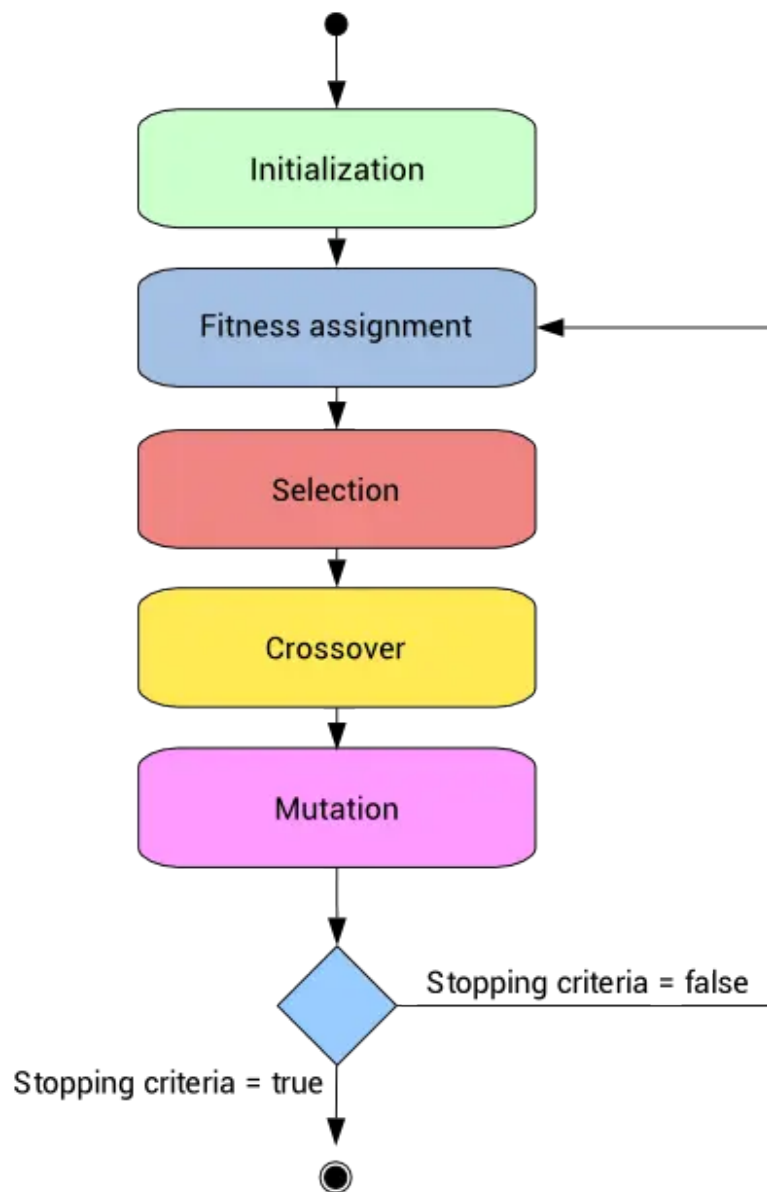 Initialization
Fitness assignment
Selection
Crossover
Mutation
Stopping criteria = false
Stopping criteria = true